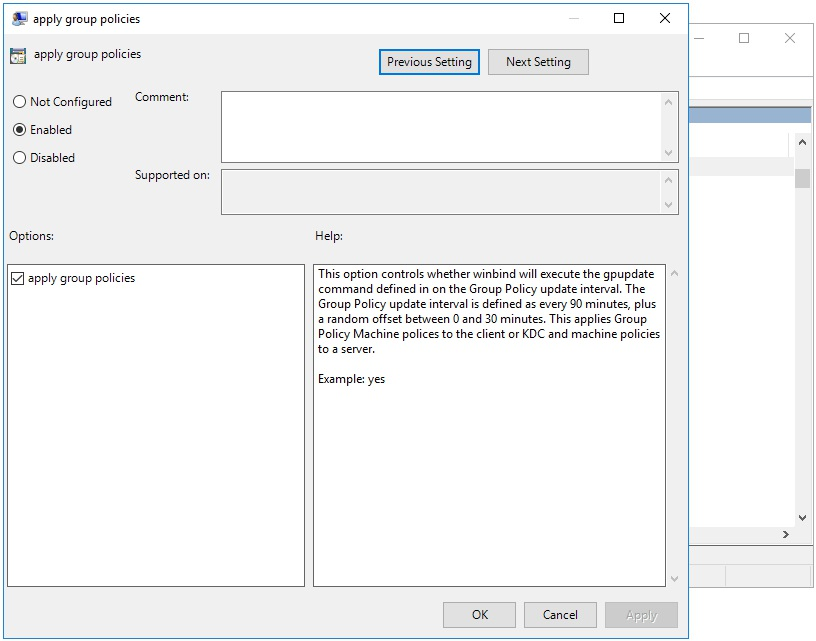 apply group policies
apply group policies
Previous Setting
Next Setting
Not Configured
Comment:
Enabled
Disabled
Supported on:
Options:
Help:
apply group policies
This option controls whether winbind will execute the gpupdate
command defined in on the Group Policy update interval. The
Group Policy update interval is defined as every 90 minutes, plus
a random offset between 0 and 30 minutes. This applies Group
Policy Machine polices to the client or KDC and machine policies
to a server.
Example: yes
OK
Cancel
Apply